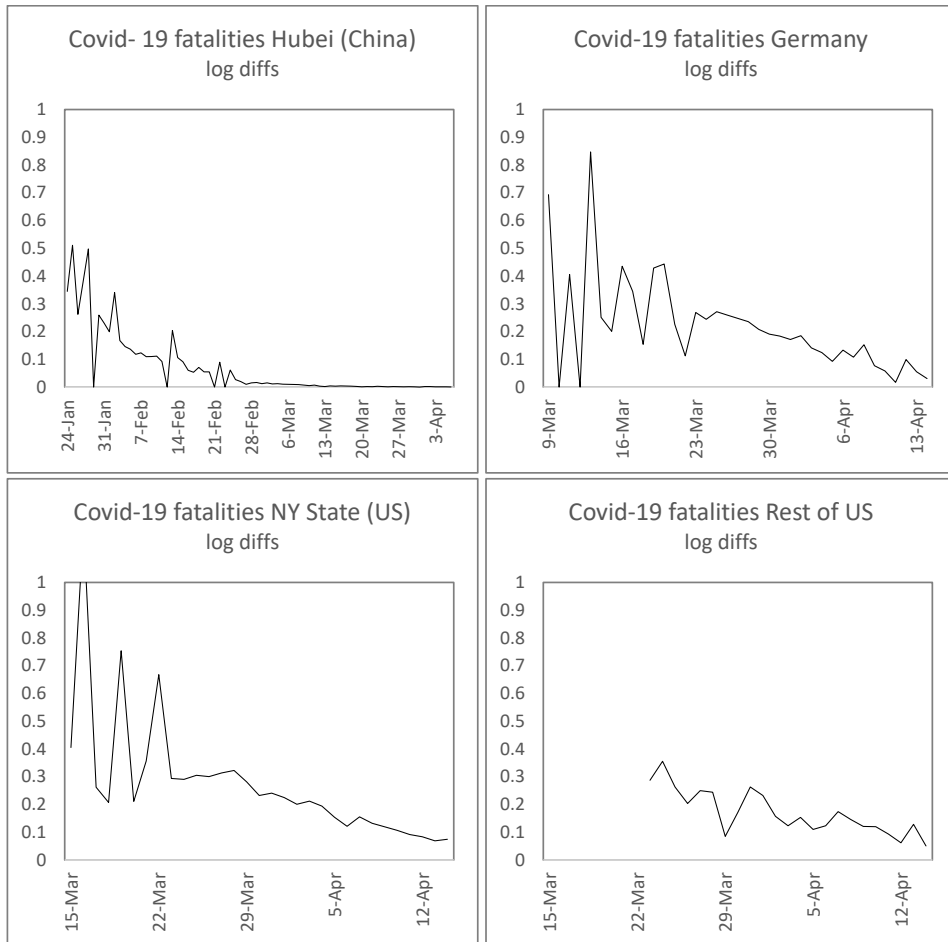 Covid- 19 fatalities Hubei (China)
log diffs
1
0.9
0.8
0.7
0.6
0.5
0.4
0.3
0.2
0.1
0
24-Jan
31-Jan
7-Feb
14-Feb
21-Feb
28-Feb
6-Mar
13-Mar
20-Mar
27-Mar
3-Apr
Covid-19 fatalities Germany
log diffs
1
0.9
0.8
0.7
0.6
0.5
0.4
0.3
0.2
0.1
0
9-Mar
16-Mar
23-Mar
30-Mar
6-Apr
13-Apr
Covid-19 fatalities NY State (US)
log diffs
1
0.9
0.8
0.7
0.6
0.5
0.4
0.3
0.2
0.1
0
15-Mar
22-Mar
29-Mar
5-Apr
12-Apr
Covid-19 fatalities Rest of US
log diffs
1
0.9
0.8
0.7
0.6
0.5
0.4
0.3
0.2
0.1
0
15-Mar
22-Mar
29-Mar
5-Apr
12-Apr